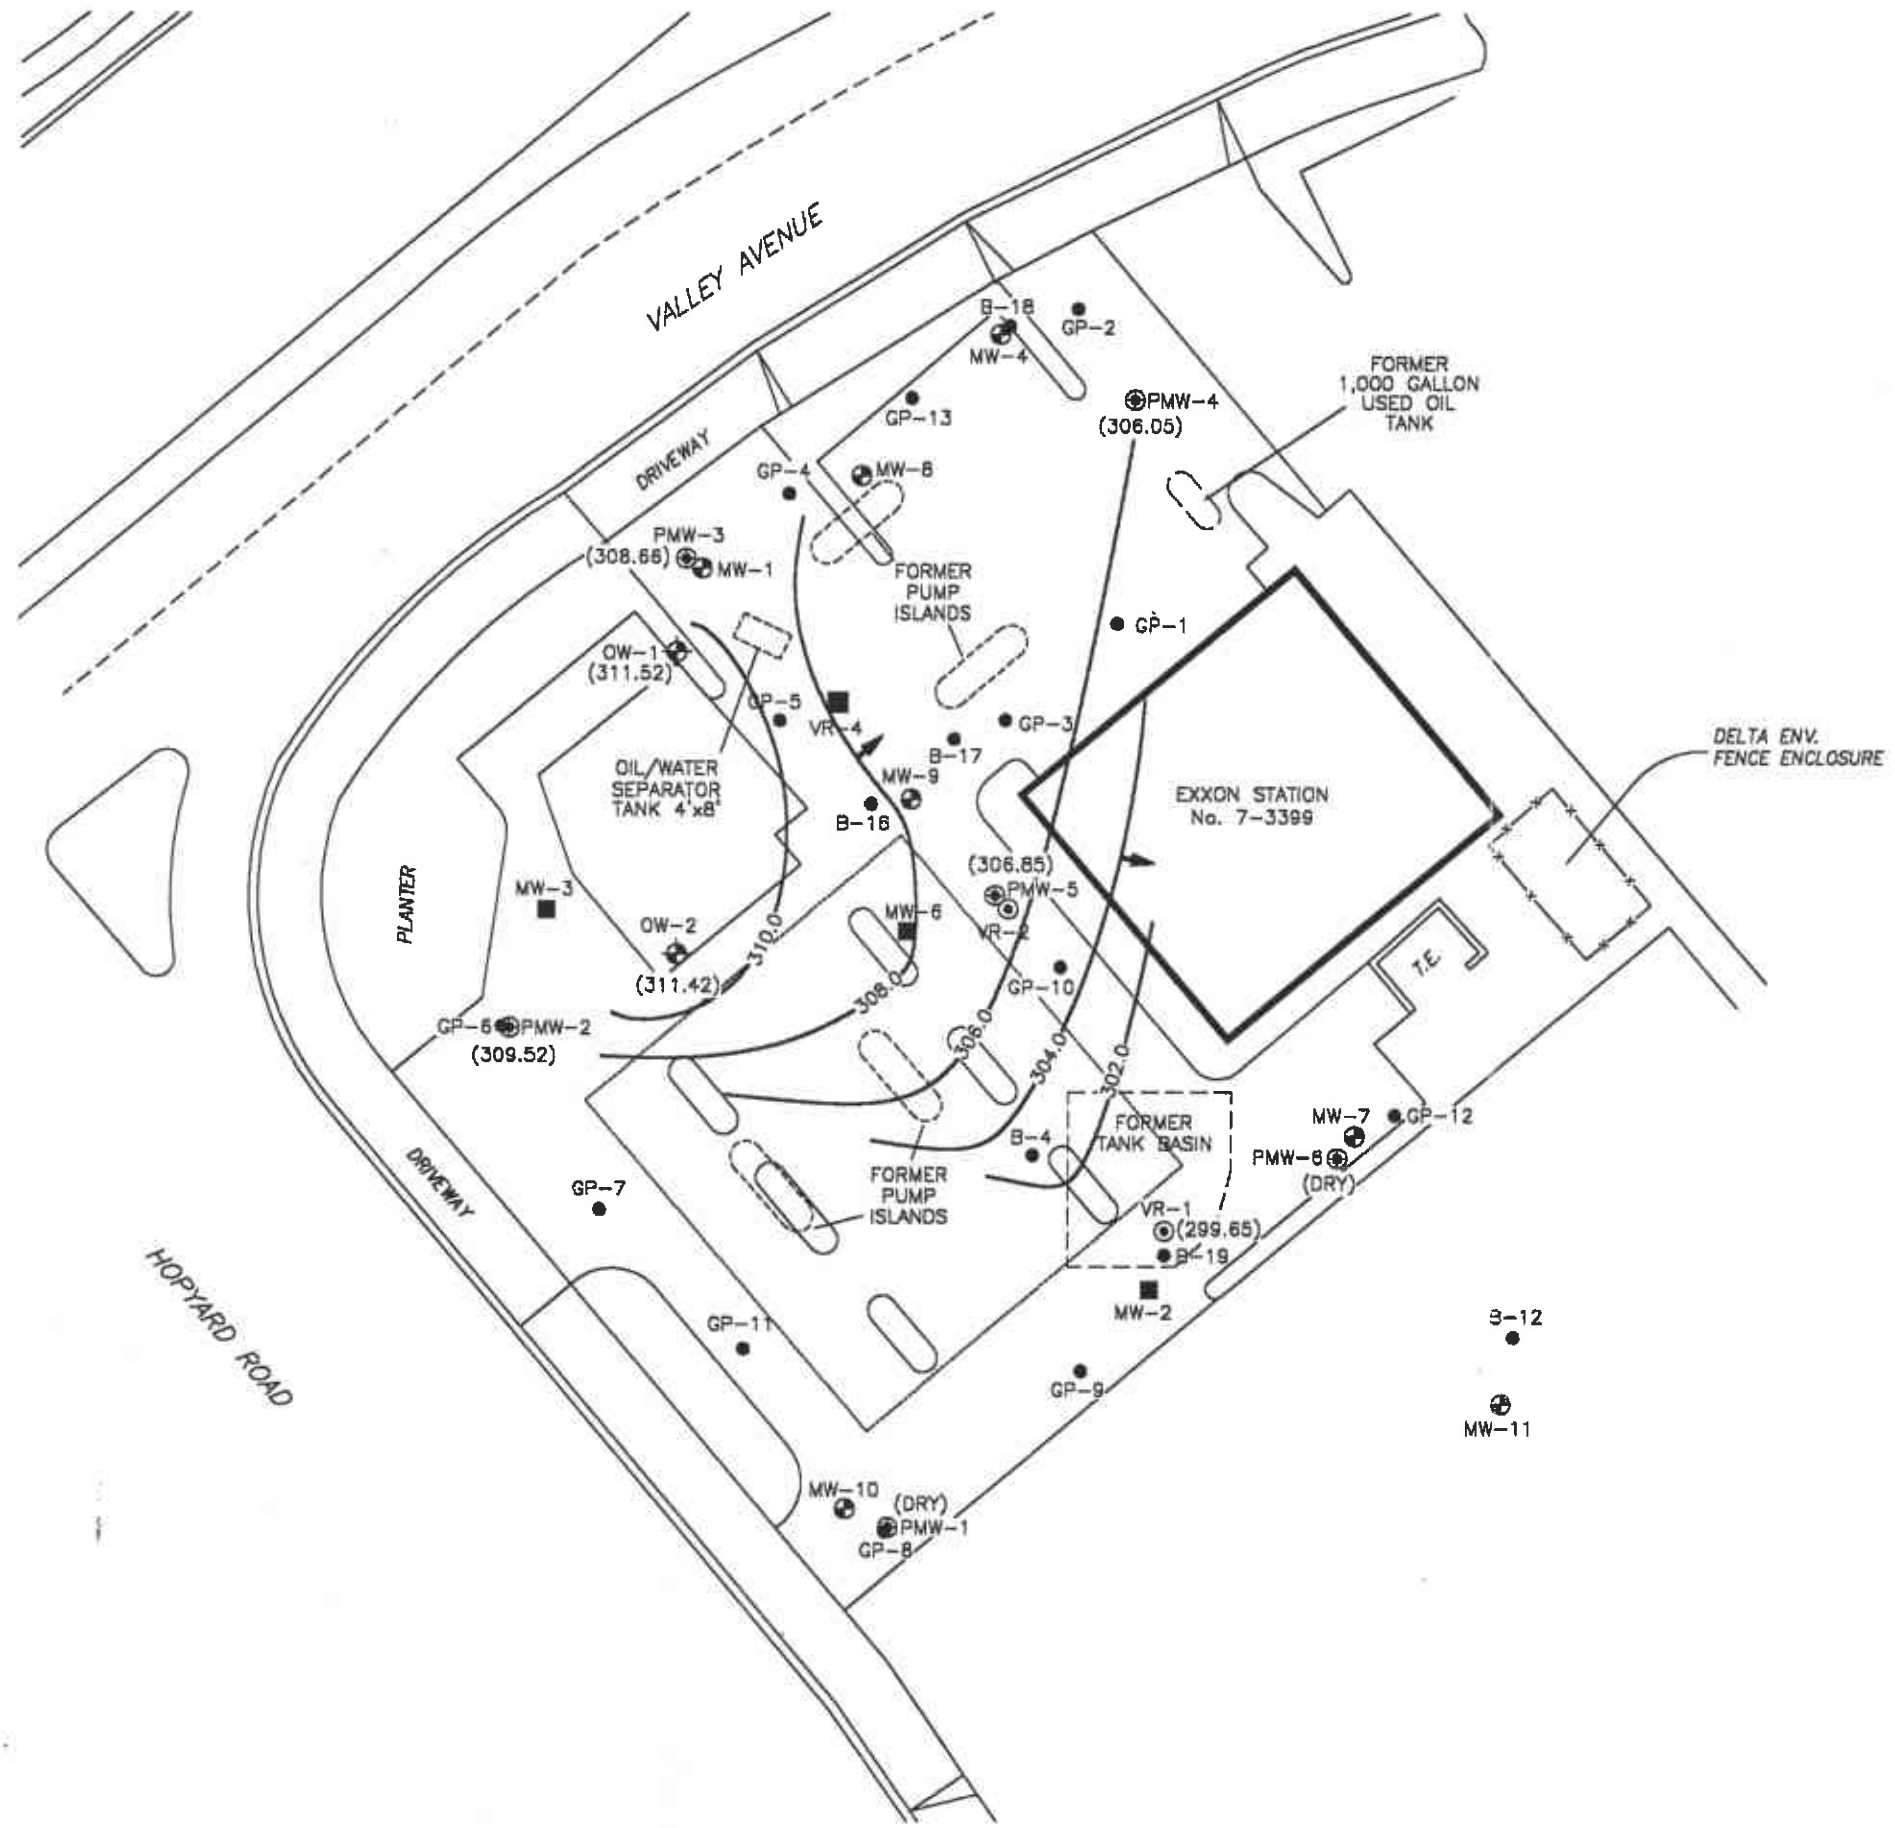 VALLEY AVENUE
B-18
GP-2
MW-4
FORMER
1,000 GALLON
USED OIL
TANK
PMW-4
(306.05)
GP-13
DRIVEWAY
GP-4
MW-8
PMW-3
(308.66)
MW-1
FORMER
PUMP
ISLANDS
GP-1
OW-1
(311.52)
GP-5
VR-4
GP-3
B-17
DELTA ENV.
FENCE ENCLOSURE
OIL/WATER
SEPARATOR
TANK 4'x8'
MW-9
B-16
EXXON STATION
No. 7-3399
(306.85)
PMW-5
VR-2
PLANTER
MW-3
MW-6
OW-2
(311.42)
310.0
308.0
306.0
304.0
302.0
GP-10
T.E.
GP-6
PMW-2
(309.52)
FORMER
TANK BASIN
MW-7
GP-12
PMW-6
(DRY)
B-4
DRIVEWAY
GP-7
FORMER
PUMP
ISLANDS
VR-1
(299.65)
B-19
MW-2
HOPYARD ROAD
GP-11
B-12
GP-9
MW-11
MW-10
(DRY)
PMW-1
GP-8